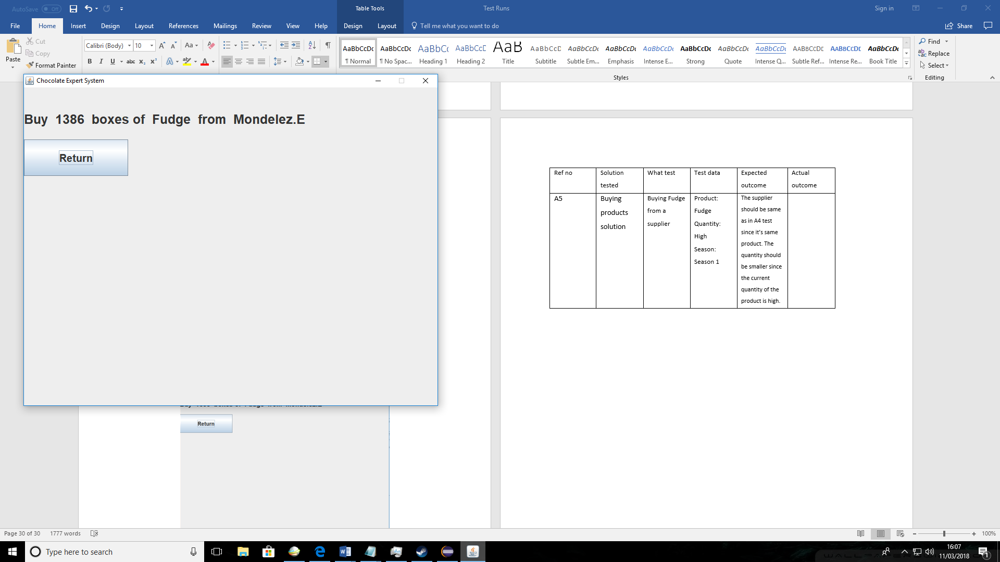 AutoSave Off
Table Tools
Test Runs
Sign in
File Home Insert Design Layout References Mailings Review View Help Design Layout Tell me what you want to do Share
Paste
Cut
Copy
Format Painter
Calibri (Body) 10
AaBbCcDc ¶ Normal
AaBbCcDc ¶ No Spac...
AaBbCc Heading 1
AaBbCcD Heading 2
AaB Title
AaBbCcD Subtitle
AaBbCcDc Subtle Em...
AaBbCcDc Emphasis
AaBbCcDc Intense E...
AaBbCcDc Strong
AaBbCcDc Quote
AaBbCcDc Intense Q...
AABBCCDE Subtle Ref...
AABBCCDE Intense Re...
AaBbCcDc Book Title
Styles
Find
Replace
Select
Editing
Chocolate Expert System
Buy 1386 boxes of Fudge from Mondelez.E
Return
Return
Ref no
Solution
tested
What test
Test data
Expected
outcome
Actual
outcome
A5
Buying
products
solution
Buying Fudge
from a
supplier
Product:
Fudge
Quantity:
High
Season:
Season 1
The supplier
should be same
as in A4 test
since it's same
product. The
quantity should
be smaller since
the current
quantity of the
product is high.
Page 30 of 30 1777 words
100%
Type here to search
16:07
11/03/2018
1